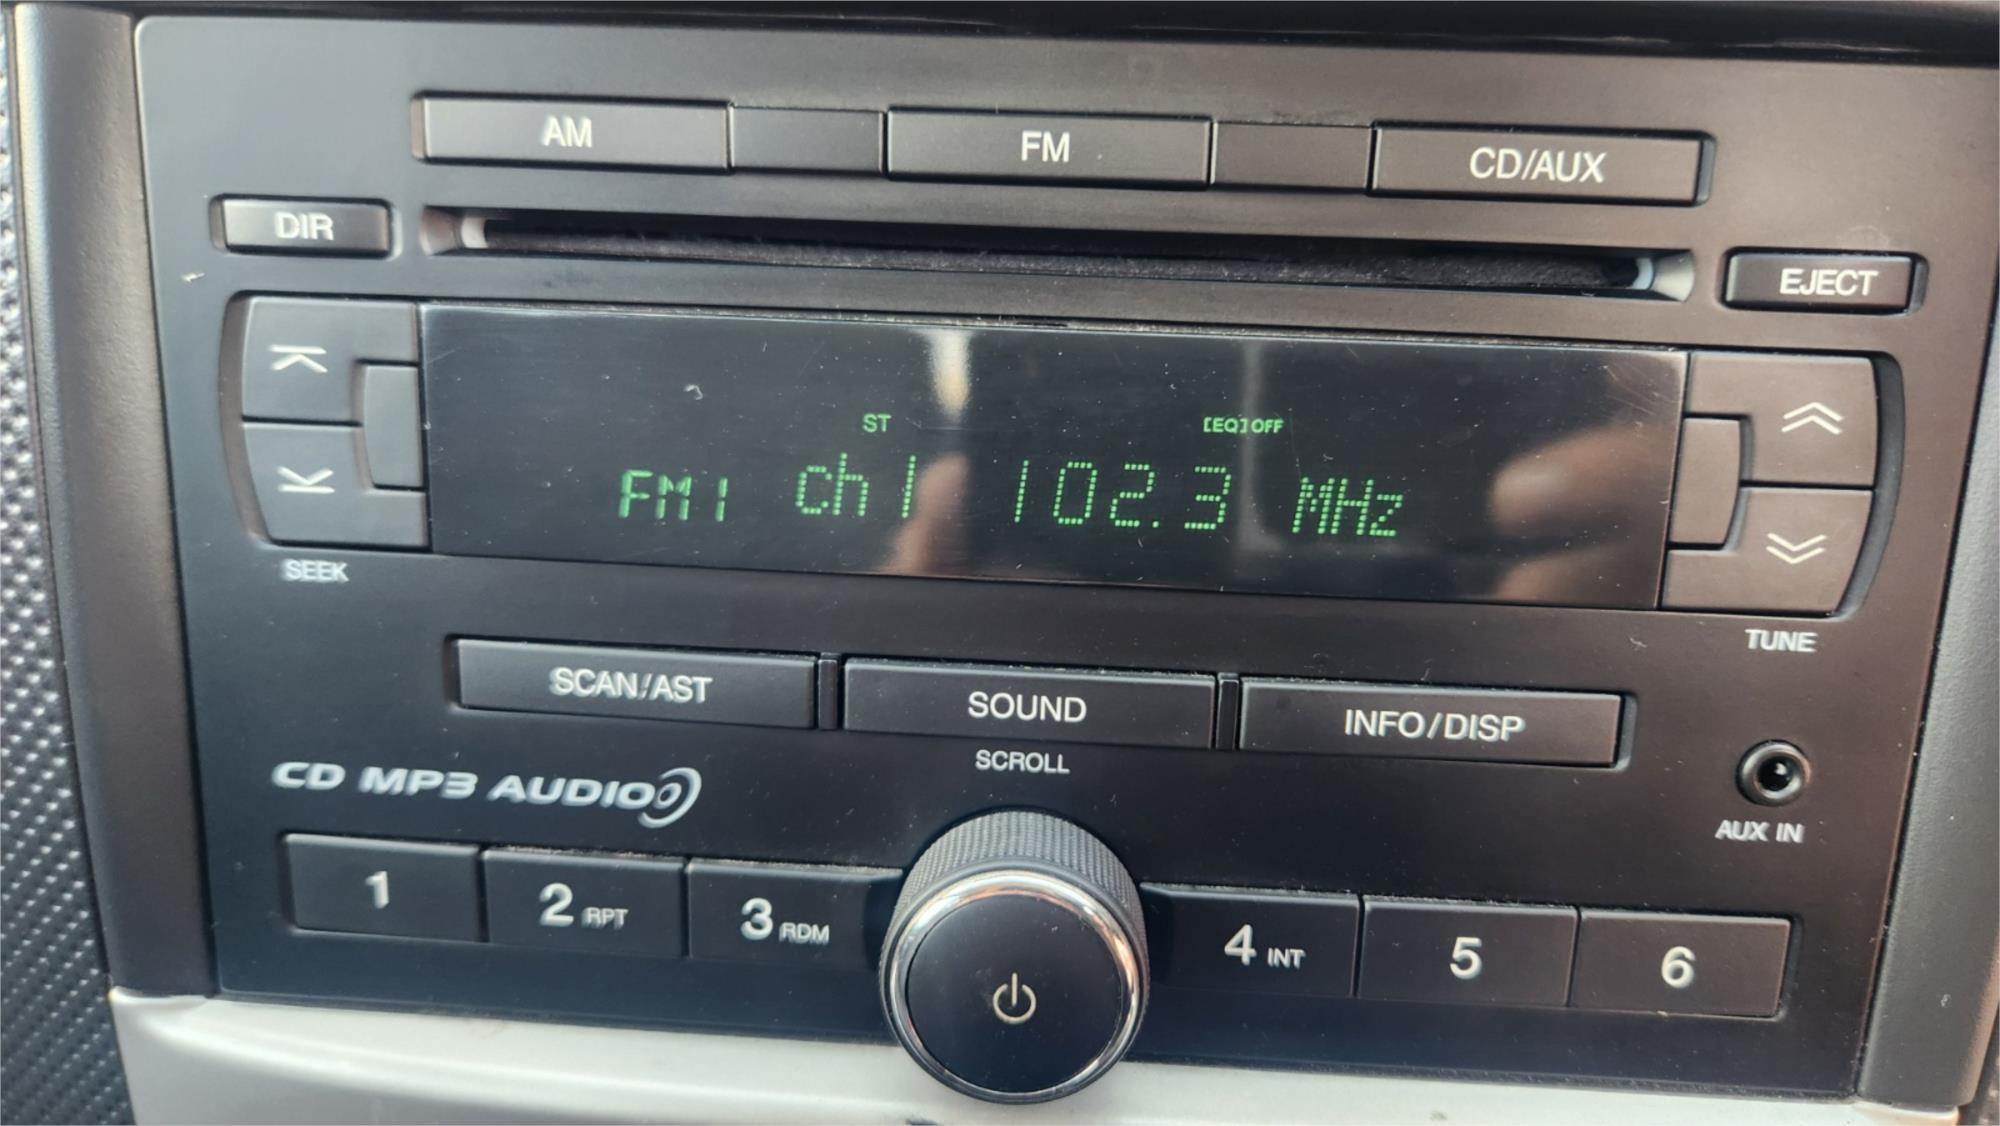 AM FM CD/AUX
DIR
EJECT
ST [EQ]OFF
FM1 ch1 102.3 MHz
SEEK
TUNE
SCAN/AST SOUND INFO/DISP
SCROLL
CD MP3 AUDIO
AUX IN
1 2 RPT 3 RDM 4 INT 5 6